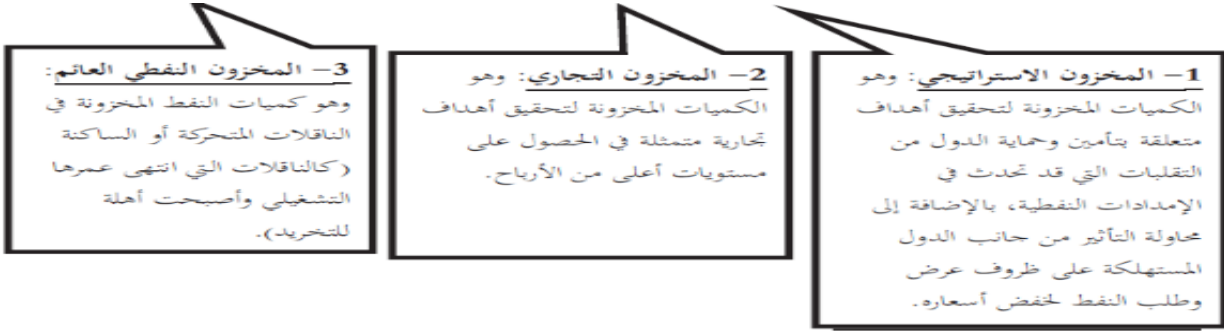 1– المخزون الاستراتيجي: وهو
الكميات المخزونة لتحقيق أهداف
متعلقة بتأمين وحماية الدول من
التقلبات التي قد تحدث في
الإمدادات النفطية، بالإضافة إلى
محاولة التأثير من جانب الدول
المستهلكة على ظروف عرض
وطلب النفط لخفض أسعاره.
2– المخزون التجاري: وهو
الكميات المخزونة لتحقيق أهداف
تجارية متمثلة في الحصول على
مستويات أعلى من الأرباح.
3– المخزون النفطي العائم:
وهو كميات النفط المخزونة في
الناقلات المتحركة أو الساكنة
(كالناقلات التي انتهى عمرها
التشغيلي وأصبحت أهلة
للتخريد).